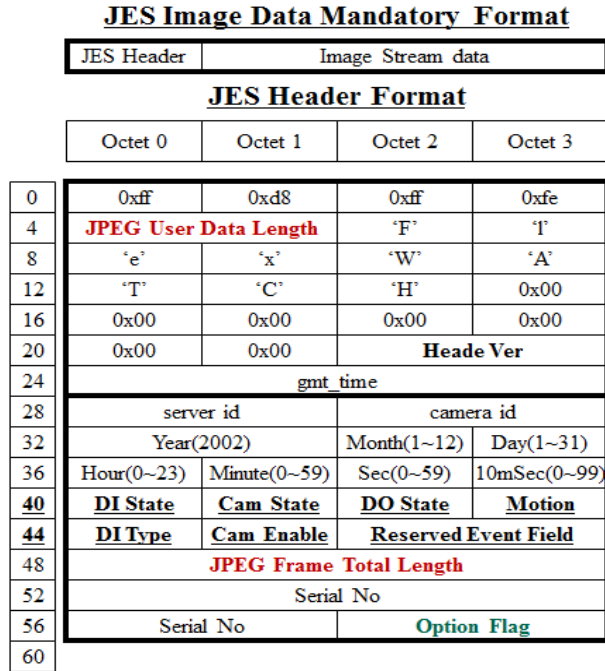 JES Image Data Mandatory Format
JES Header Image Stream data
JES Header Format
Octet 0 Octet 1 Octet 2 Octet 3
0 0xff 0xd8 0xff 0xfe
4 JPEG User Data Length ‘F’ ‘l’
8 ‘e’ ‘x’ ‘W’ ‘A’
12 ‘T’ ‘C’ ‘H’ 0x00
16 0x00 0x00 0x00 0x00
20 0x00 0x00 Heade Ver
24 gmt_time
28 server id camera id
32 Year(2002) Month(1~12) Day(1~31)
36 Hour(0~23) Minute(0~59) Sec(0~59) 10mSec(0~99)
40 DI State Cam State DO State Motion
44 DI Type Cam Enable Reserved Event Field
48 JPEG Frame Total Length
52 Serial No
56 Serial No Option Flag
60